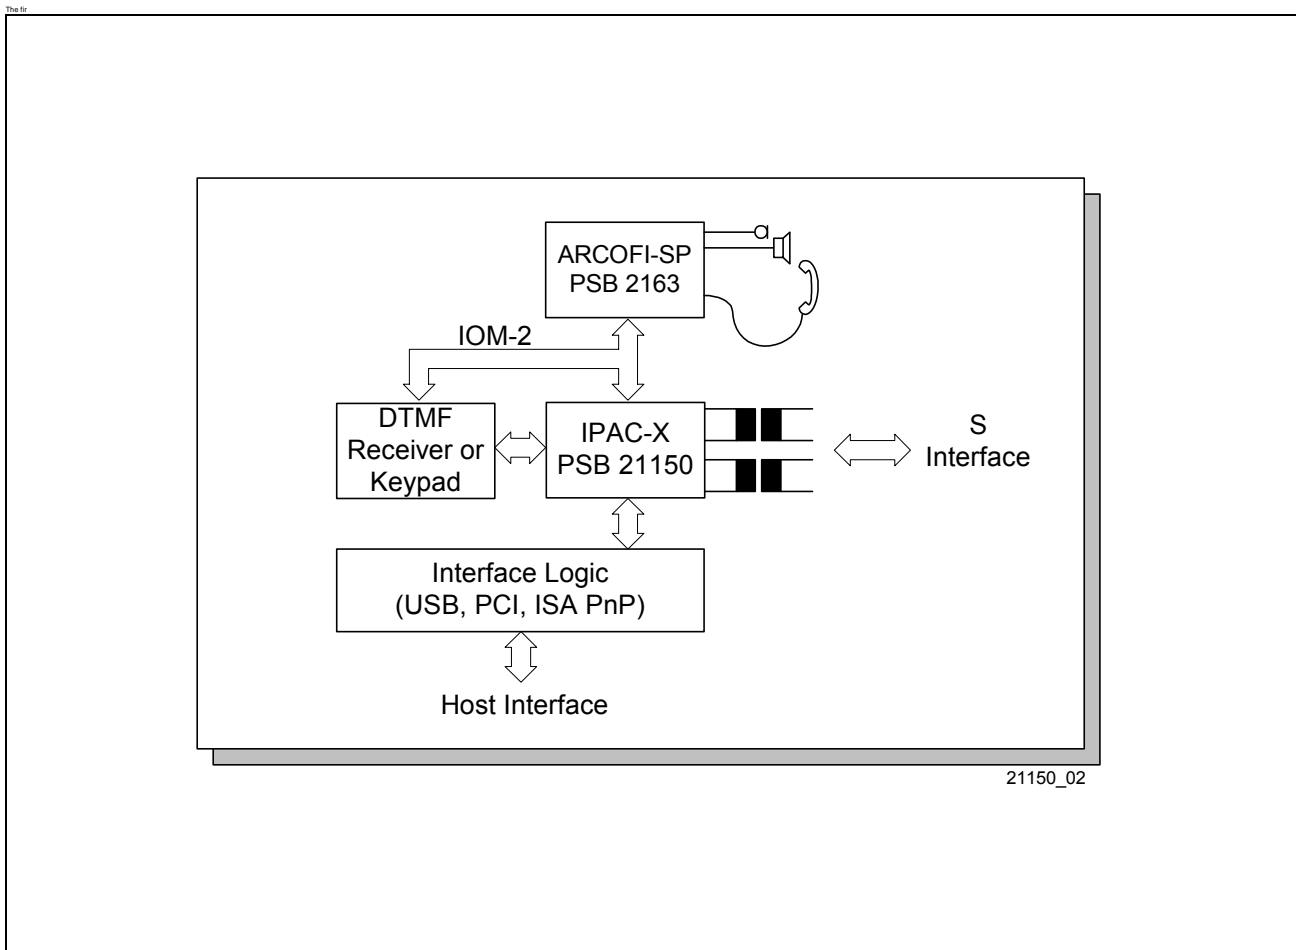 The fir
ARCOFI-SP
PSB 2163
IOM-2
DTMF
Receiver or
Keypad
IPAC-X
PSB 21150
S
Interface
Interface Logic
(USB, PCI, ISA PnP)
Host Interface
21150_02